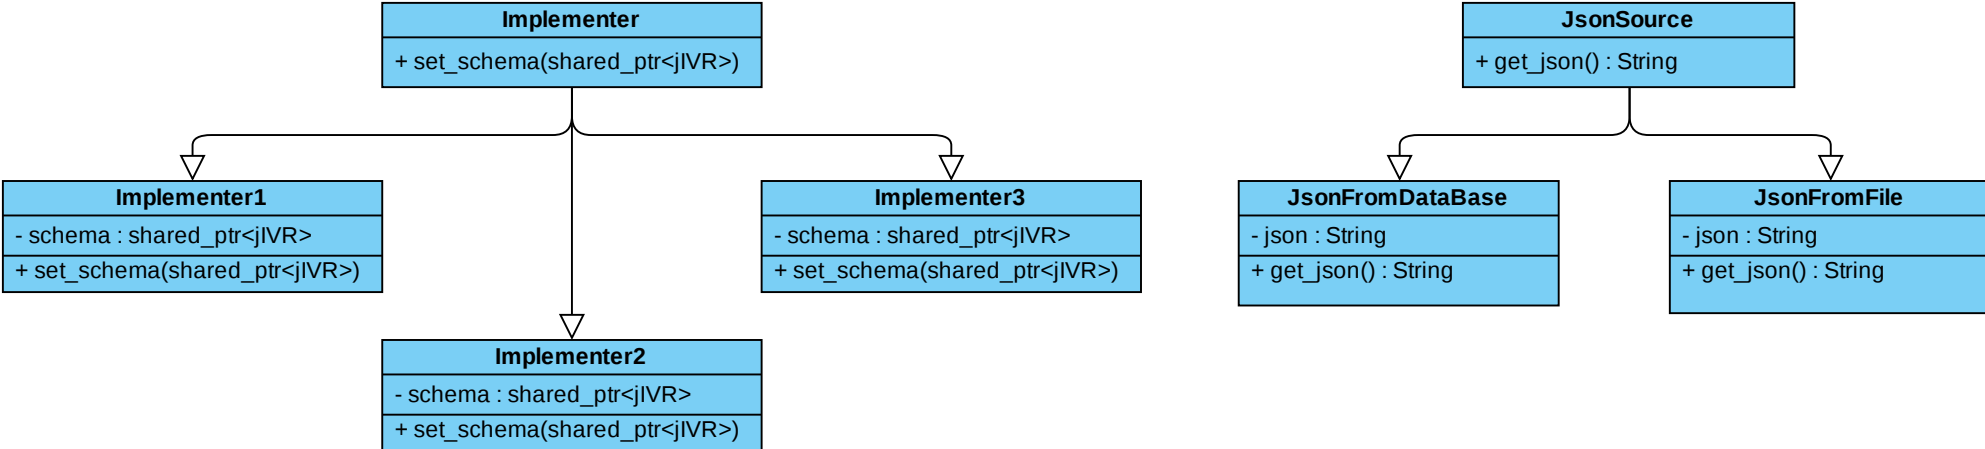 Implementer
+ set_schema(shared_ptr<jIVR>)
JsonSource
+ get_json() : String
Implementer1
- schema : shared_ptr<jIVR>
+ set_schema(shared_ptr<jIVR>)
Implementer3
- schema : shared_ptr<jIVR>
+ set_schema(shared_ptr<jIVR>)
JsonFromDataBase
- json : String
+ get_json() : String
JsonFromFile
- json : String
+ get_json() : String
Implementer2
- schema : shared_ptr<jIVR>
+ set_schema(shared_ptr<jIVR>)